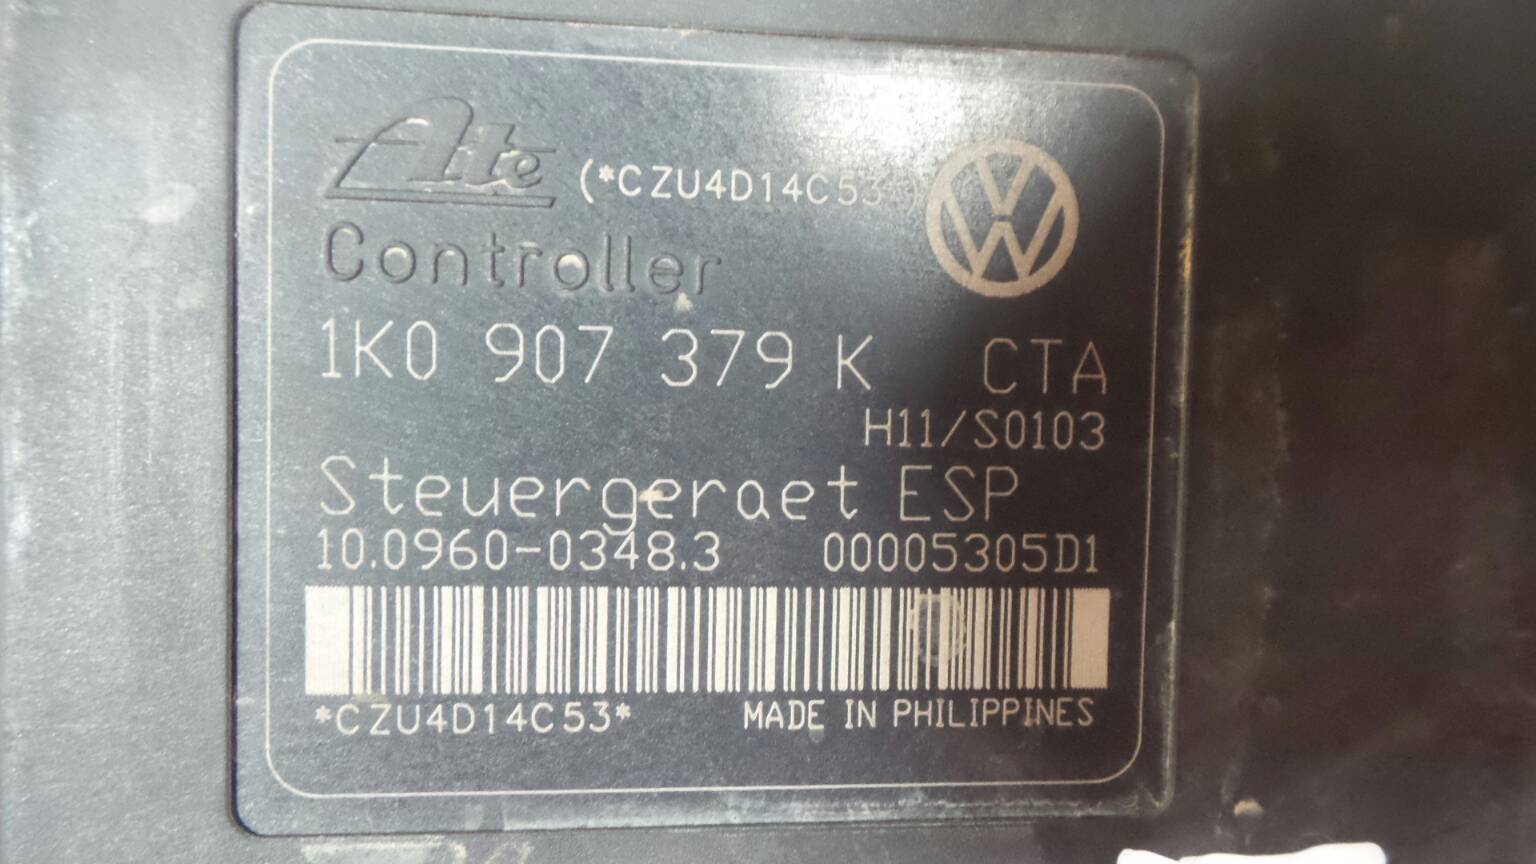 Ate (*CZU4D14C53*)
Controller
1K0 907 379 K CTA
H11/S0103
Steuergeraet ESP
10.0960-0348.3 00005305D1
*CZU4D14C53* MADE IN PHILIPPINES